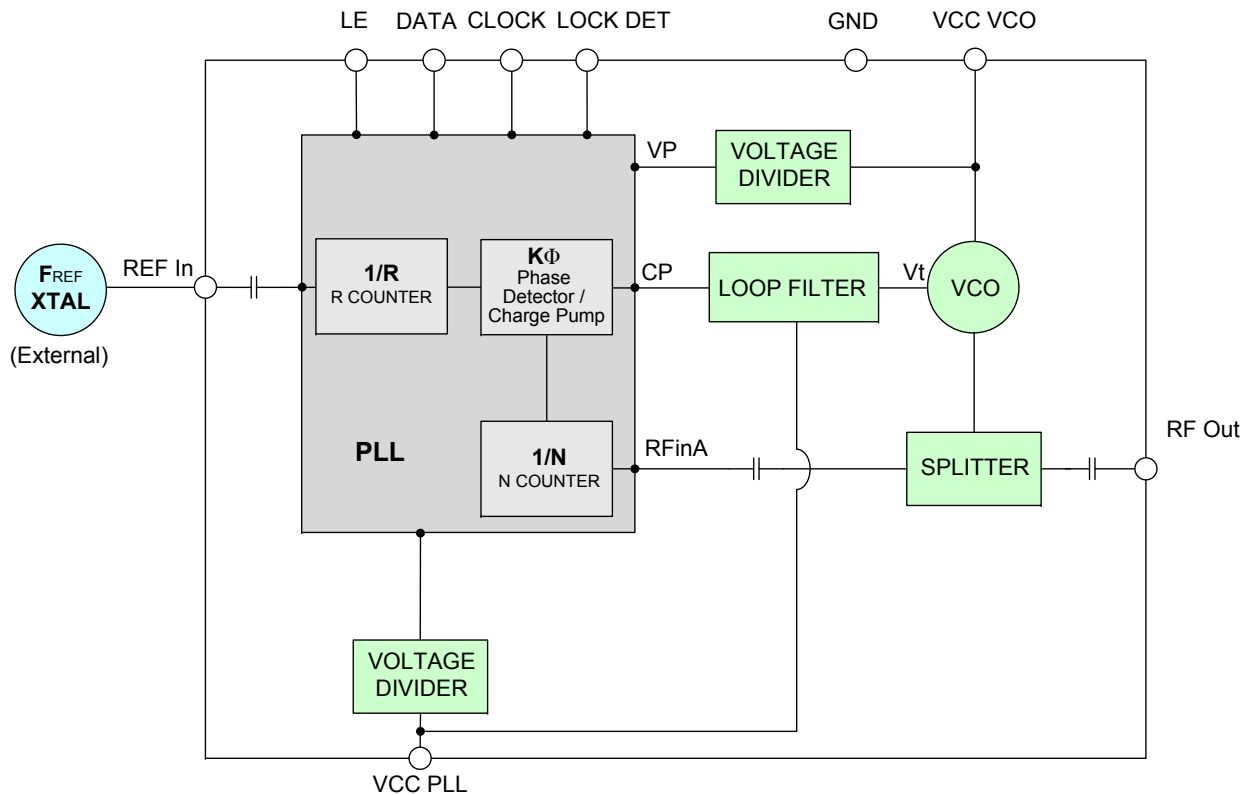 LE DATA CLOCK LOCK DET GND VCC VCO
VP
VOLTAGE
DIVIDER
REF In
FREF
XTAL
(External)
1/R
R COUNTER
KΦ
Phase
Detector /
Charge Pump
CP
LOOP FILTER
Vt
VCO
PLL
1/N
N COUNTER
RFinA
SPLITTER
RF Out
VOLTAGE
DIVIDER
VCC PLL